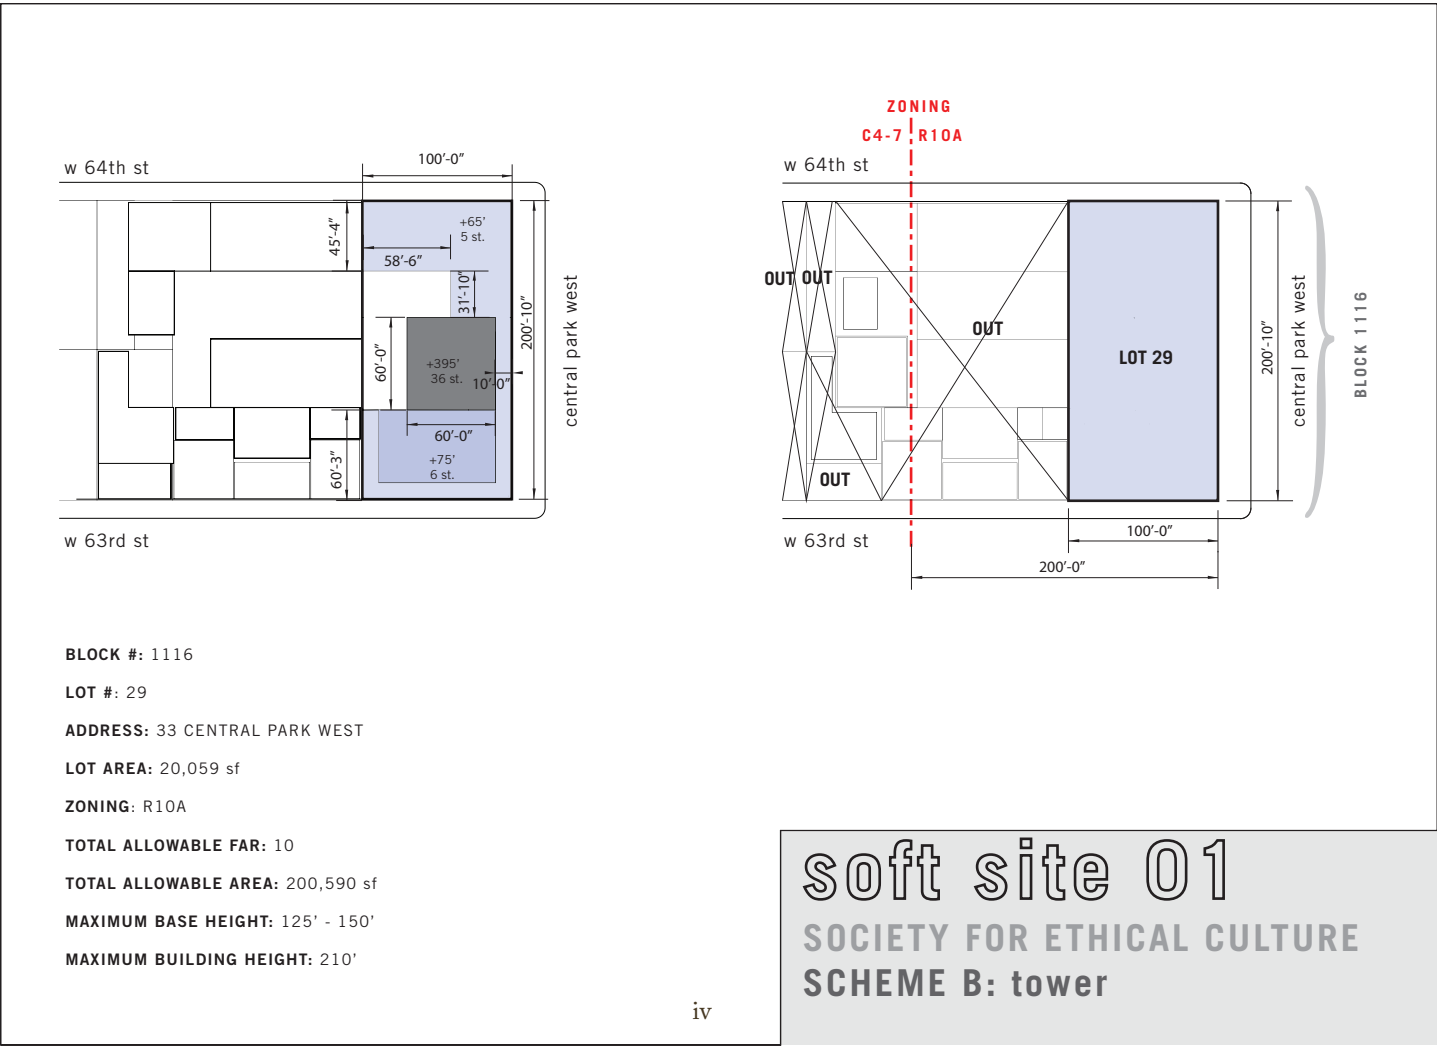 w 64th st
100'-0"
45'-4"
+65'
5 st.
58'-6"
31'-10"
200'-10"
central park west
60'-0"
+395'
36 st.
10'-0"
60'-0"
60'-3"
+75'
6 st.
w 63rd st
ZONING
C4-7 R10A
w 64th st
OUT OUT
OUT
LOT 29
200'-10"
central park west
BLOCK 1116
OUT
w 63rd st
100'-0"
200'-0"
BLOCK #: 1116
LOT #: 29
ADDRESS: 33 CENTRAL PARK WEST
LOT AREA: 20,059 sf
ZONING: R10A
TOTAL ALLOWABLE FAR: 10
TOTAL ALLOWABLE AREA: 200,590 sf
MAXIMUM BASE HEIGHT: 125' - 150'
MAXIMUM BUILDING HEIGHT: 210'
soft site 01
SOCIETY FOR ETHICAL CULTURE
SCHEME B: tower
iv